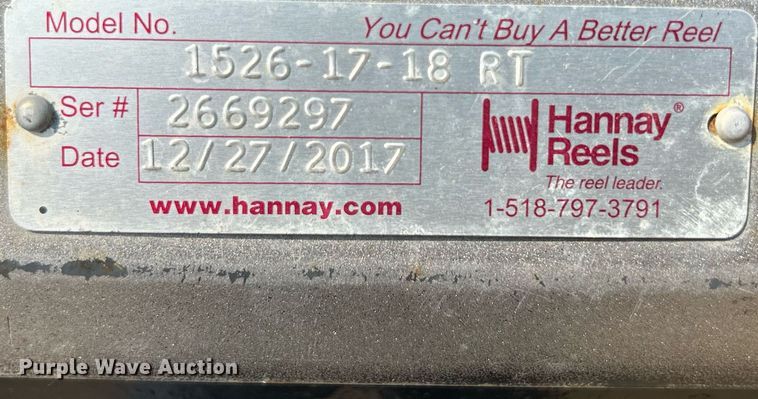 Model No. You Can't Buy A Better Reel
1526-17-18 RT
Ser # 2669297
Date 12/27/2017
Hannay®
Reels
The reel leader.
www.hannay.com 1-518-797-3791
Purple Wave Auction